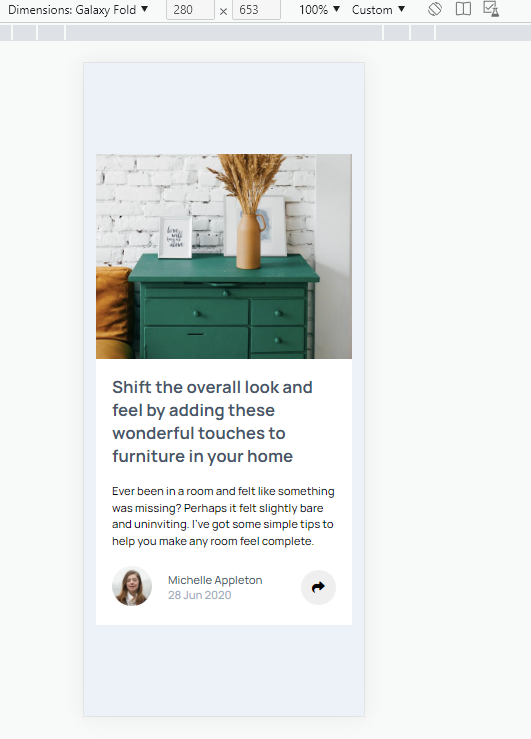 Dimensions: Galaxy Fold ▼ 280 × 653 100% ▼ Custom ▼
Shift the overall look and
feel by adding these
wonderful touches to
furniture in your home
Ever been in a room and felt like something
was missing? Perhaps it felt slightly bare
and uninviting. I've got some simple tips to
help you make any room feel complete.
Michelle Appleton
28 Jun 2020